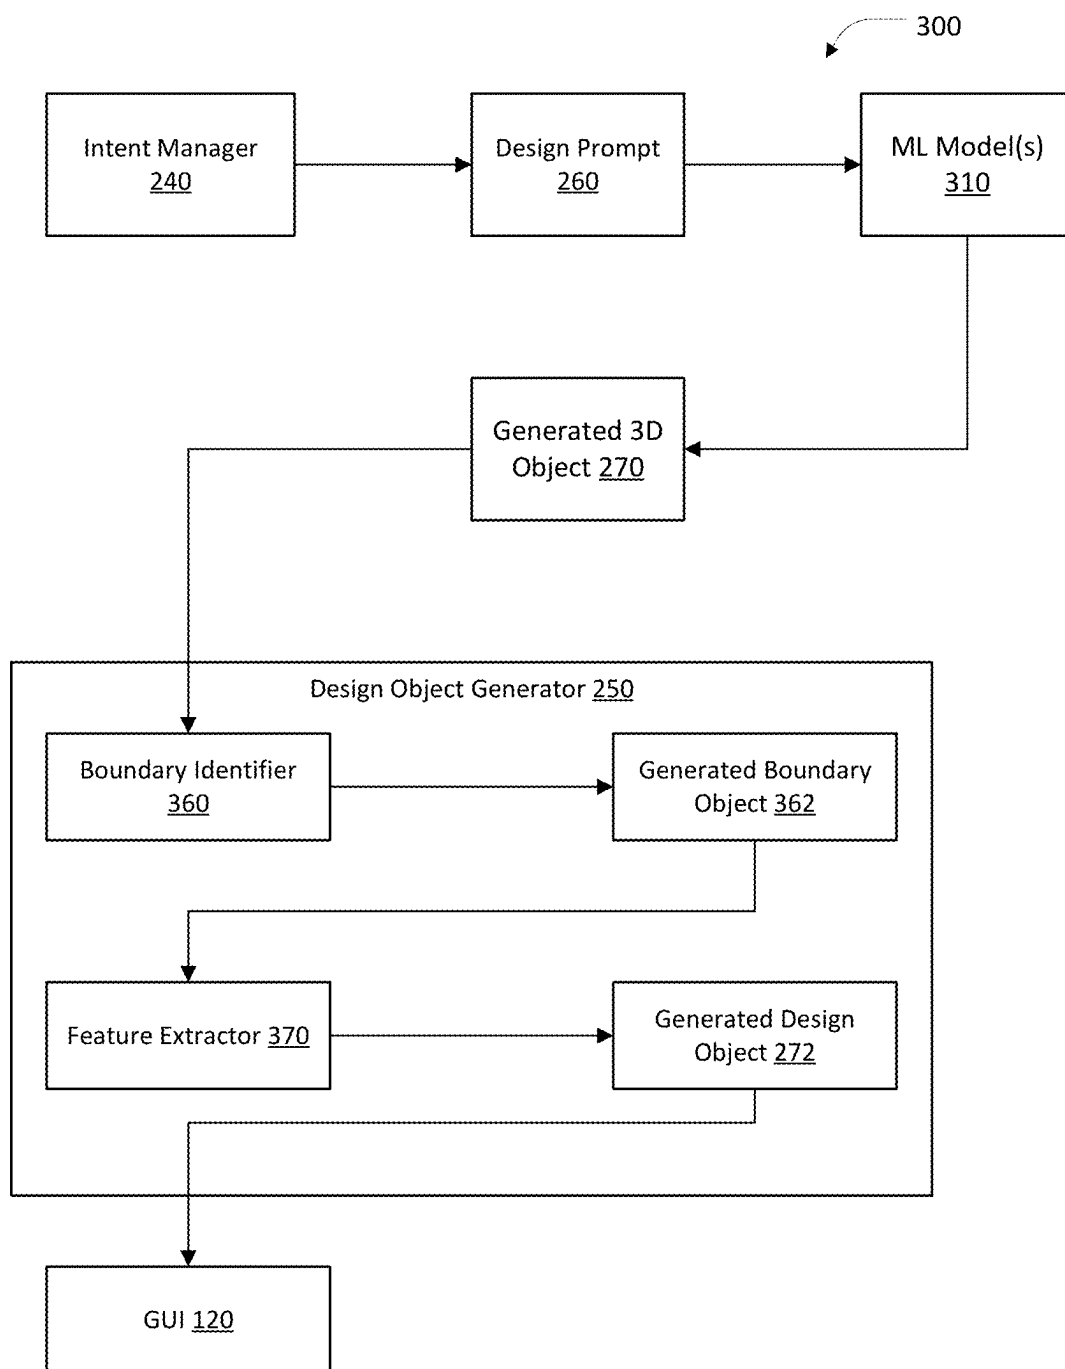 300
Intent Manager
240
Design Prompt
260
ML Model(s)
310
Generated 3D
Object 270
Design Object Generator 250
Boundary Identifier
360
Generated Boundary
Object 362
Feature Extractor 370
Generated Design
Object 272
GUI 120